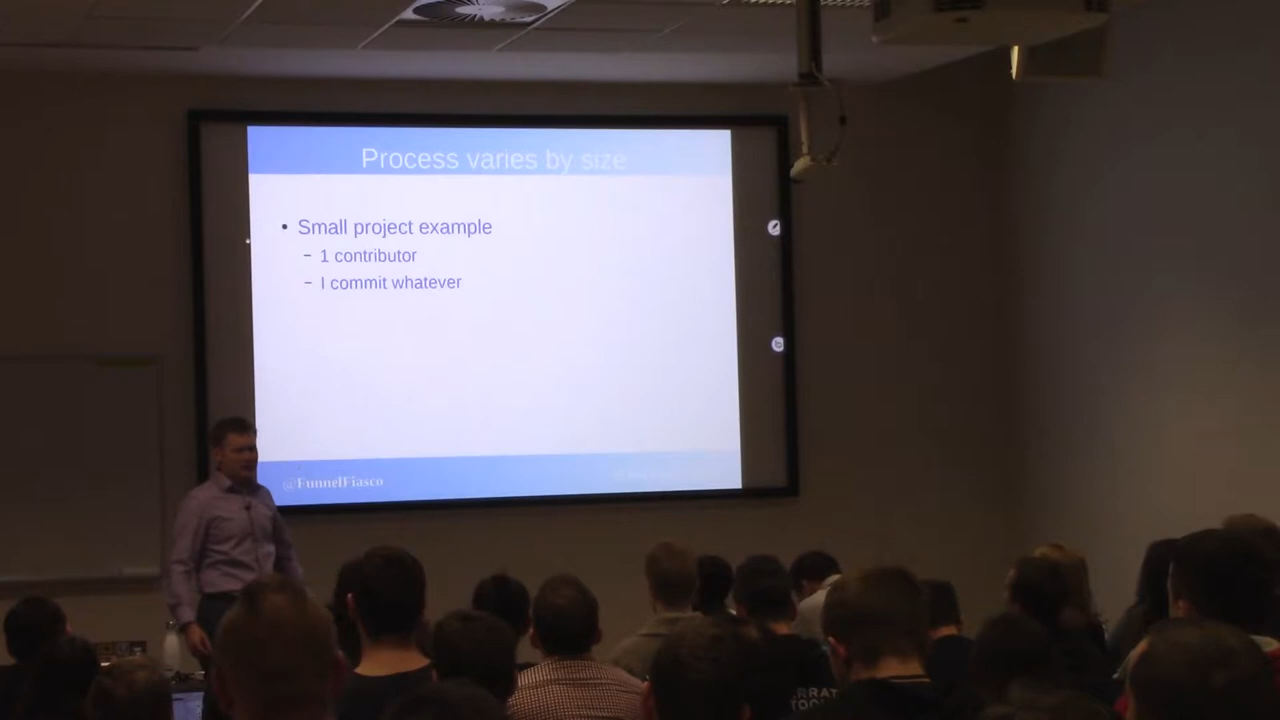 Process varies by size
• Small project example
– 1 contributor
– I commit whatever
@FunnelFiasco